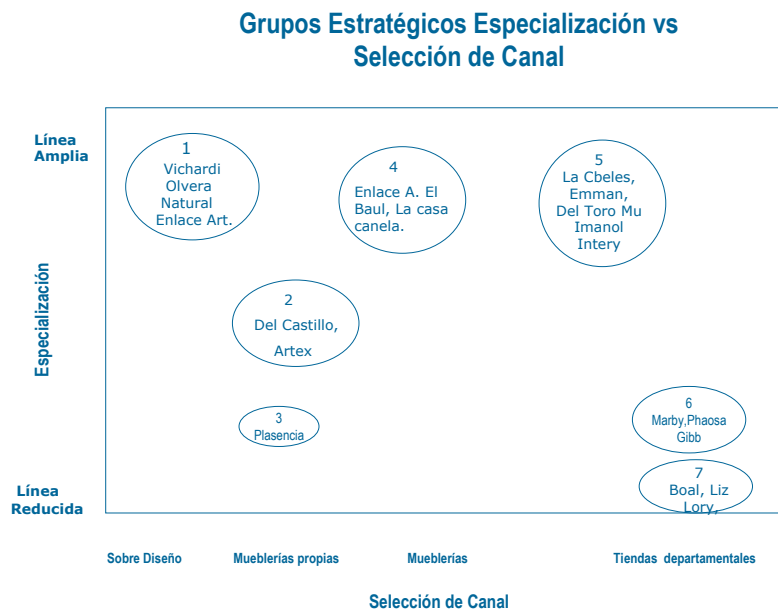 Grupos Estratégicos Especialización vs
Selección de Canal
Línea
Amplia
1
Vichardi
Olvera
Natural
Enlace Art.
4
Enlace A. El
Baul, La casa
canela.
5
La Cbeles,
Emman,
Del Toro Mu
Imanol
Intery
Especialización
2
Del Castillo,
Artex
3
Plasencia
6
Marby,Phaosa
Gibb
7
Boal, Liz
Lory,
Línea
Reducida
Sobre Diseño
Mueblerías propias
Mueblerías
Tiendas departamentales
Selección de Canal